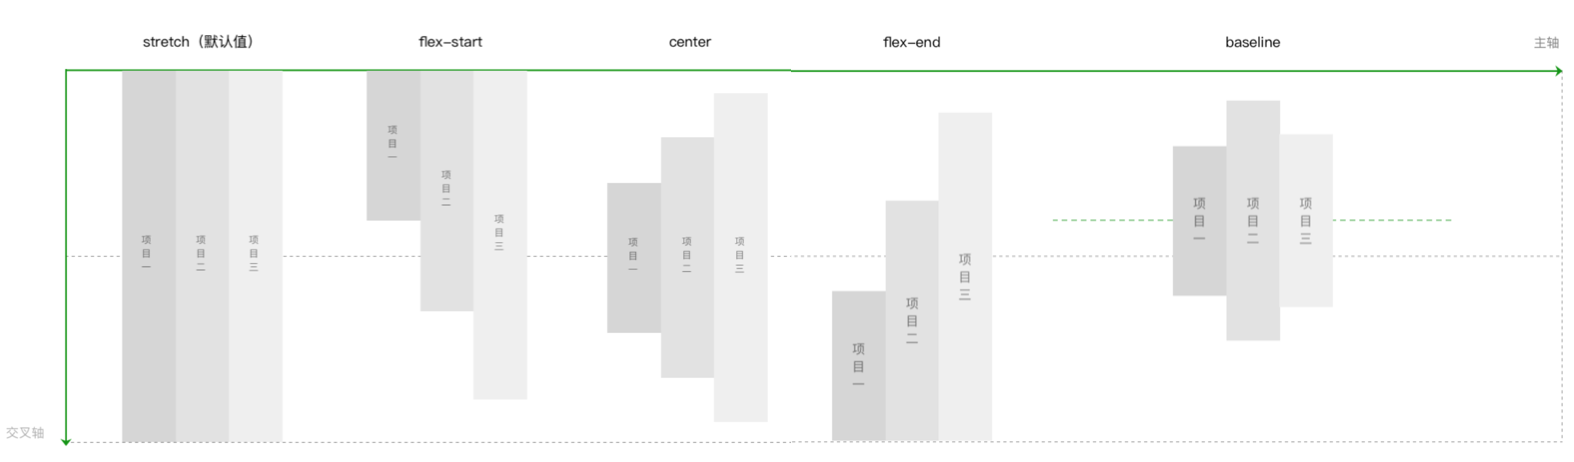 stretch（默认值）
flex-start
center
flex-end
baseline
主轴
项目一
项目二
项目三
项目一
项目二
项目三
项目一
项目二
项目三
项目一
项目二
项目三
项目一
项目二
项目三
交叉轴